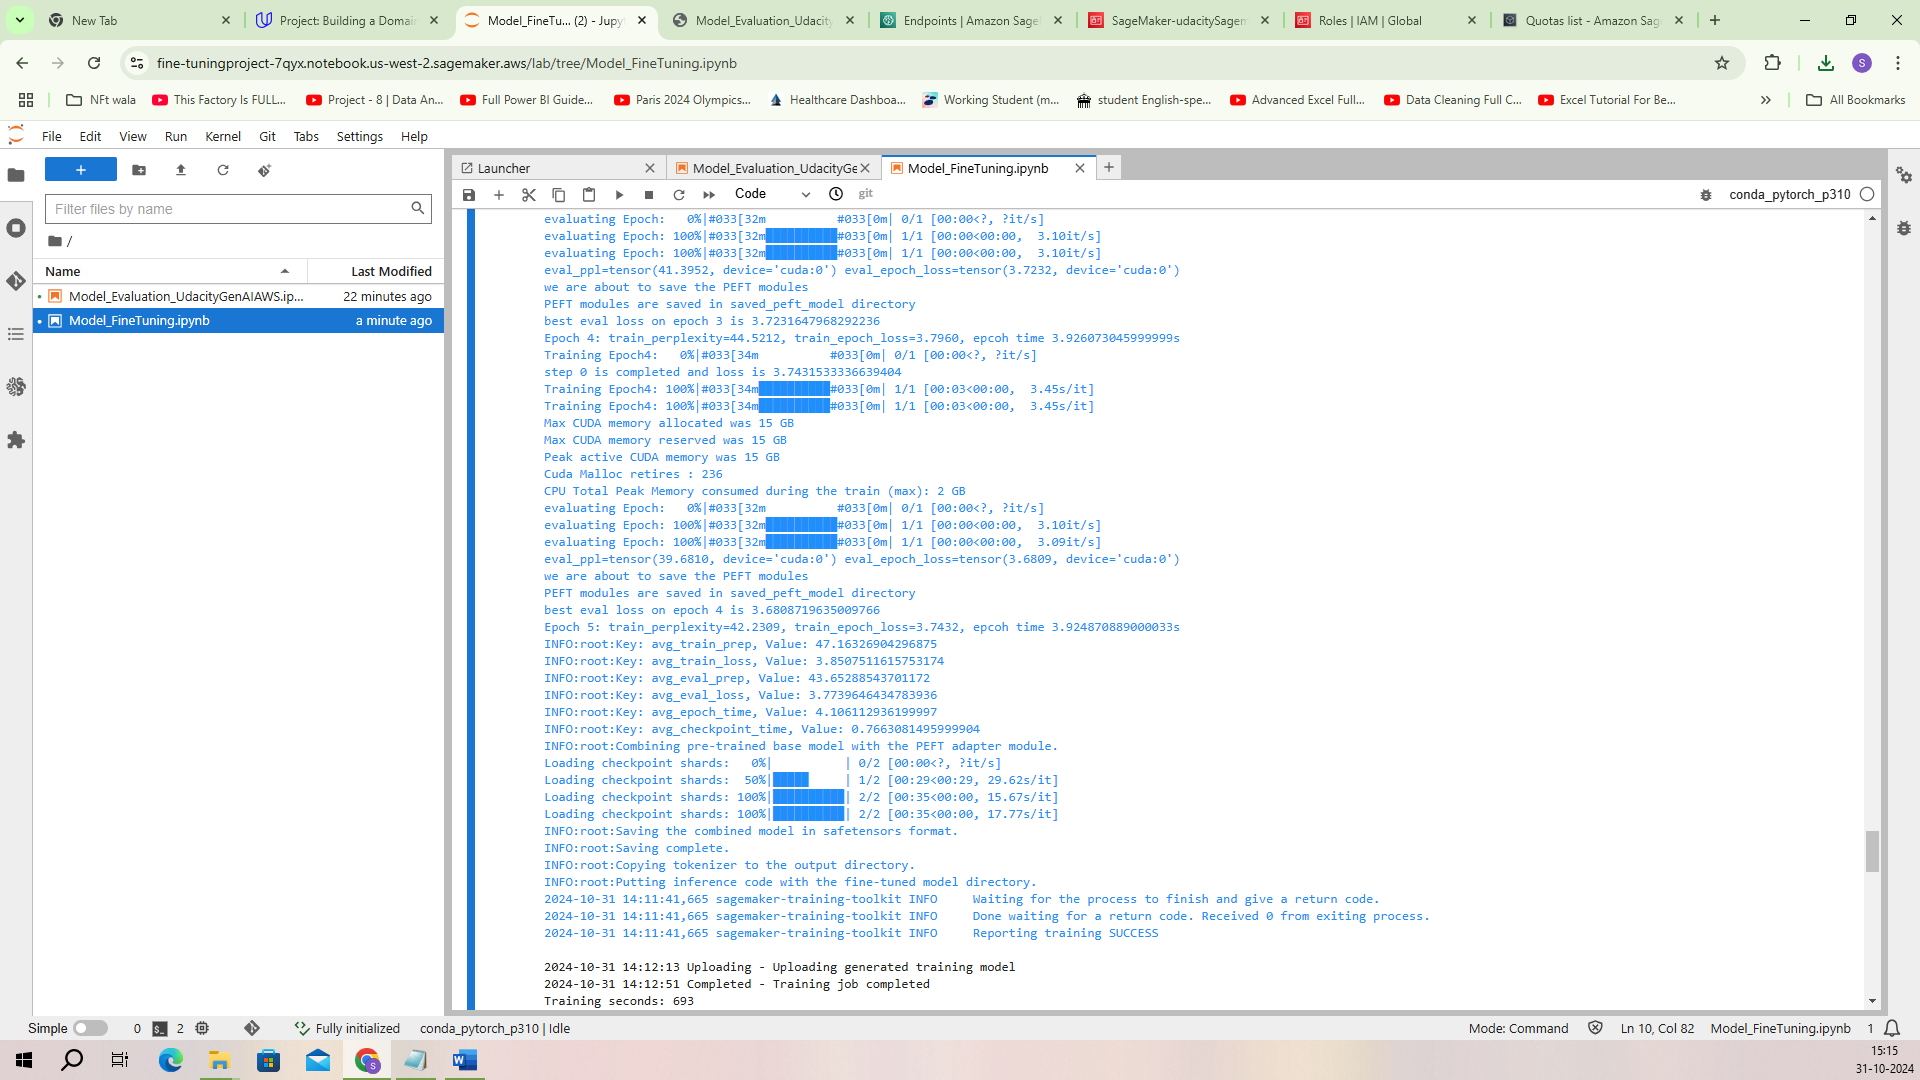 New Tab
Project: Building a Domai
Model_FineTu... (2) - Jupy
Model_Evaluation_Udacity
Endpoints | Amazon Sage
SageMaker-udacitySagem
Roles | IAM | Global
Quotas list - Amazon Sag
fine-tuningproject-7qyx.notebook.us-west-2.sagemaker.aws/lab/tree/Model_FineTuning.ipynb
S
NFt wala
This Factory Is FULL...
Project - 8 | Data An...
Full Power BI Guide...
Paris 2024 Olympics...
Healthcare Dashboa...
Working Student (m...
student English-spe...
Advanced Excel Full...
Data Cleaning Full C...
Excel Tutorial For Be...
All Bookmarks
File Edit View Run Kernel Git Tabs Settings Help
Launcher
Model_Evaluation_UdacityGe
Model_FineTuning.ipynb
Code
git
conda_pytorch_p310
Filter files by name
/
Name Last Modified
Model_Evaluation_UdacityGenAIAWS.ip... 22 minutes ago
Model_FineTuning.ipynb a minute ago
evaluating Epoch:   0%|#033[32m          #033[0m| 0/1 [00:00<?, ?it/s]
evaluating Epoch: 100%|#033[32m██████████#033[0m| 1/1 [00:00<00:00,  3.10it/s]
evaluating Epoch: 100%|#033[32m██████████#033[0m| 1/1 [00:00<00:00,  3.10it/s]
eval_ppl=tensor(41.3952, device='cuda:0') eval_epoch_loss=tensor(3.7232, device='cuda:0')
we are about to save the PEFT modules
PEFT modules are saved in saved_peft_model directory
best eval loss on epoch 3 is 3.7231647968292236
Epoch 4: train_perplexity=44.5212, train_epoch_loss=3.7960, epcoh time 3.926073045999999s
Training Epoch4:   0%|#033[34m          #033[0m| 0/1 [00:00<?, ?it/s]
step 0 is completed and loss is 3.7431533336639404
Training Epoch4: 100%|#033[34m██████████#033[0m| 1/1 [00:03<00:00,  3.45s/it]
Training Epoch4: 100%|#033[34m██████████#033[0m| 1/1 [00:03<00:00,  3.45s/it]
Max CUDA memory allocated was 15 GB
Max CUDA memory reserved was 15 GB
Peak active CUDA memory was 15 GB
Cuda Malloc retires : 236
CPU Total Peak Memory consumed during the train (max): 2 GB
evaluating Epoch:   0%|#033[32m          #033[0m| 0/1 [00:00<?, ?it/s]
evaluating Epoch: 100%|#033[32m██████████#033[0m| 1/1 [00:00<00:00,  3.10it/s]
evaluating Epoch: 100%|#033[32m██████████#033[0m| 1/1 [00:00<00:00,  3.09it/s]
eval_ppl=tensor(39.6810, device='cuda:0') eval_epoch_loss=tensor(3.6809, device='cuda:0')
we are about to save the PEFT modules
PEFT modules are saved in saved_peft_model directory
best eval loss on epoch 4 is 3.6808719635009766
Epoch 5: train_perplexity=42.2309, train_epoch_loss=3.7432, epcoh time 3.924870889000033s
INFO:root:Key: avg_train_prep, Value: 47.16326904296875
INFO:root:Key: avg_train_loss, Value: 3.8507511615753174
INFO:root:Key: avg_eval_prep, Value: 43.65288543701172
INFO:root:Key: avg_eval_loss, Value: 3.7739646434783936
INFO:root:Key: avg_epoch_time, Value: 4.106112936199997
INFO:root:Key: avg_checkpoint_time, Value: 0.7663081495999904
INFO:root:Combining pre-trained base model with the PEFT adapter module.
Loading checkpoint shards:   0%|          | 0/2 [00:00<?, ?it/s]
Loading checkpoint shards:  50%|█████     | 1/2 [00:29<00:29, 29.62s/it]
Loading checkpoint shards: 100%|██████████| 2/2 [00:35<00:00, 15.67s/it]
Loading checkpoint shards: 100%|██████████| 2/2 [00:35<00:00, 17.77s/it]
INFO:root:Saving the combined model in safetensors format.
INFO:root:Saving complete.
INFO:root:Copying tokenizer to the output directory.
INFO:root:Putting inference code with the fine-tuned model directory.
2024-10-31 14:11:41,665 sagemaker-training-toolkit INFO     Waiting for the process to finish and give a return code.
2024-10-31 14:11:41,665 sagemaker-training-toolkit INFO     Done waiting for a return code. Received 0 from exiting process.
2024-10-31 14:11:41,665 sagemaker-training-toolkit INFO     Reporting training SUCCESS
2024-10-31 14:12:13 Uploading - Uploading generated training model
2024-10-31 14:12:51 Completed - Training job completed
Training seconds: 693
Simple 0 2 Fully initialized conda_pytorch_p310 | Idle Mode: Command Ln 10, Col 82 Model_FineTuning.ipynb 1
15:15
31-10-2024